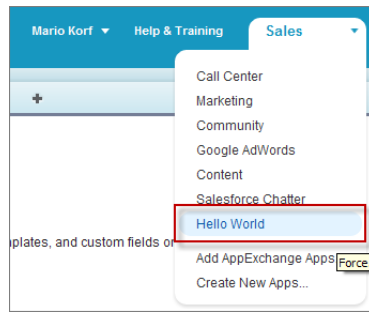 Mario Korf
Help & Training
Sales
Call Center
Marketing
Community
Google AdWords
Content
Salesforce Chatter
Hello World
plates, and custom fields or
Add AppExchange Apps
Force.
Create New Apps...